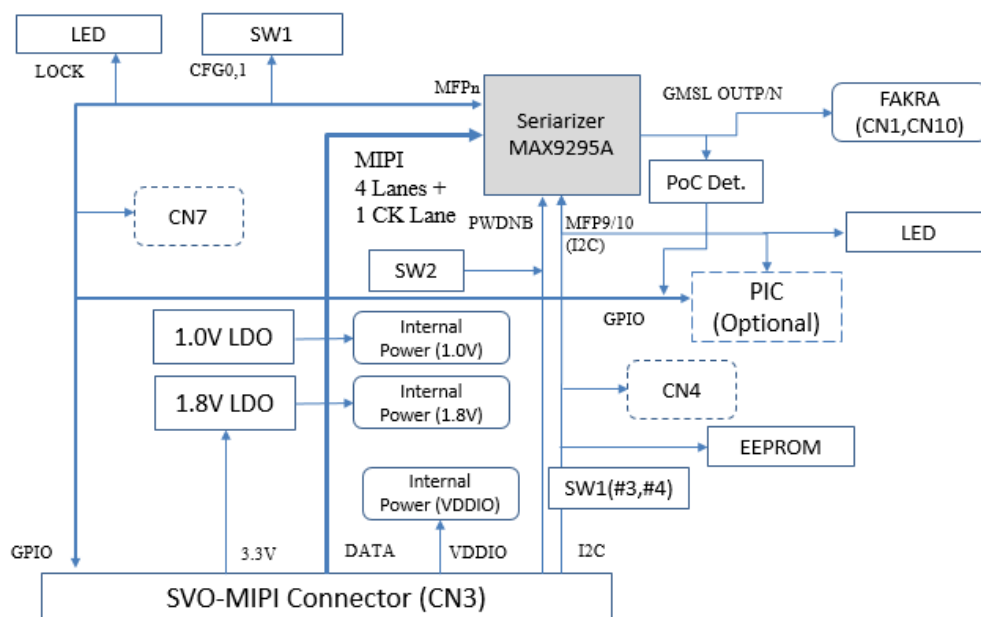 LED
SW1
LOCK
CFG0,1
MFPn
GMSL OUTP/N
FAKRA
(CN1,CN10)
Seriarizer
MAX9295A
MIPI
4 Lanes +
1 CK Lane
PoC Det.
CN7
PWDNB
MFP9/10
(I2C)
LED
SW2
PIC
(Optional)
GPIO
1.0V LDO
Internal
Power (1.0V)
1.8V LDO
Internal
Power (1.8V)
CN4
EEPROM
Internal
Power (VDDIO)
SW1(#3,#4)
GPIO
3.3V
DATA
VDDIO
I2C
SVO-MIPI Connector (CN3)